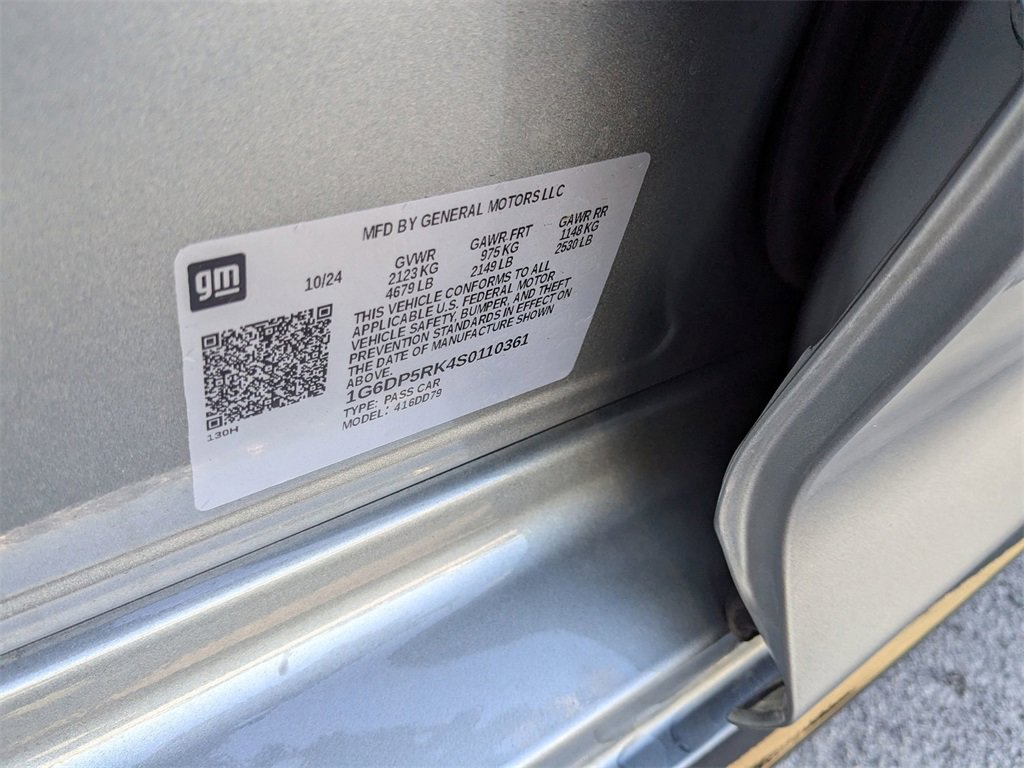 MFD BY GENERAL MOTORS LLC
gm
10/24
GVWR
2123 KG
4679 LB
GAWR FRT
975 KG
2149 LB
GAWR RR
1148 KG
2530 LB
THIS VEHICLE CONFORMS TO ALL
APPLICABLE U.S. FEDERAL MOTOR
VEHICLE SAFETY, BUMPER, AND THEFT
PREVENTION STANDARDS IN EFFECT ON
THE DATE OF MANUFACTURE SHOWN
ABOVE.
1G6DP5RK4S0110361
TYPE: PASS CAR
MODEL: 416DD79
130H